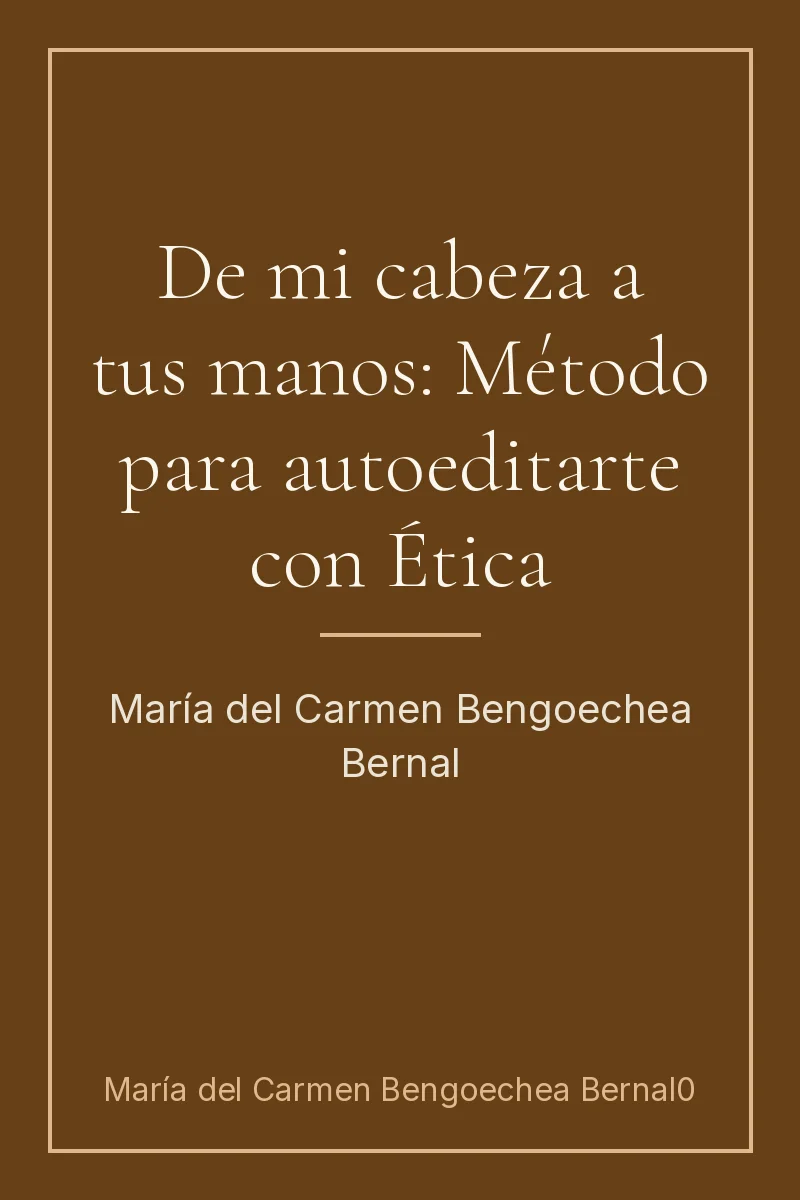 De mi cabeza a
tus manos: Método
para autoeditarte
con Ética
María del Carmen Bengoechea
Bernal
María del Carmen Bengoechea Bernal0